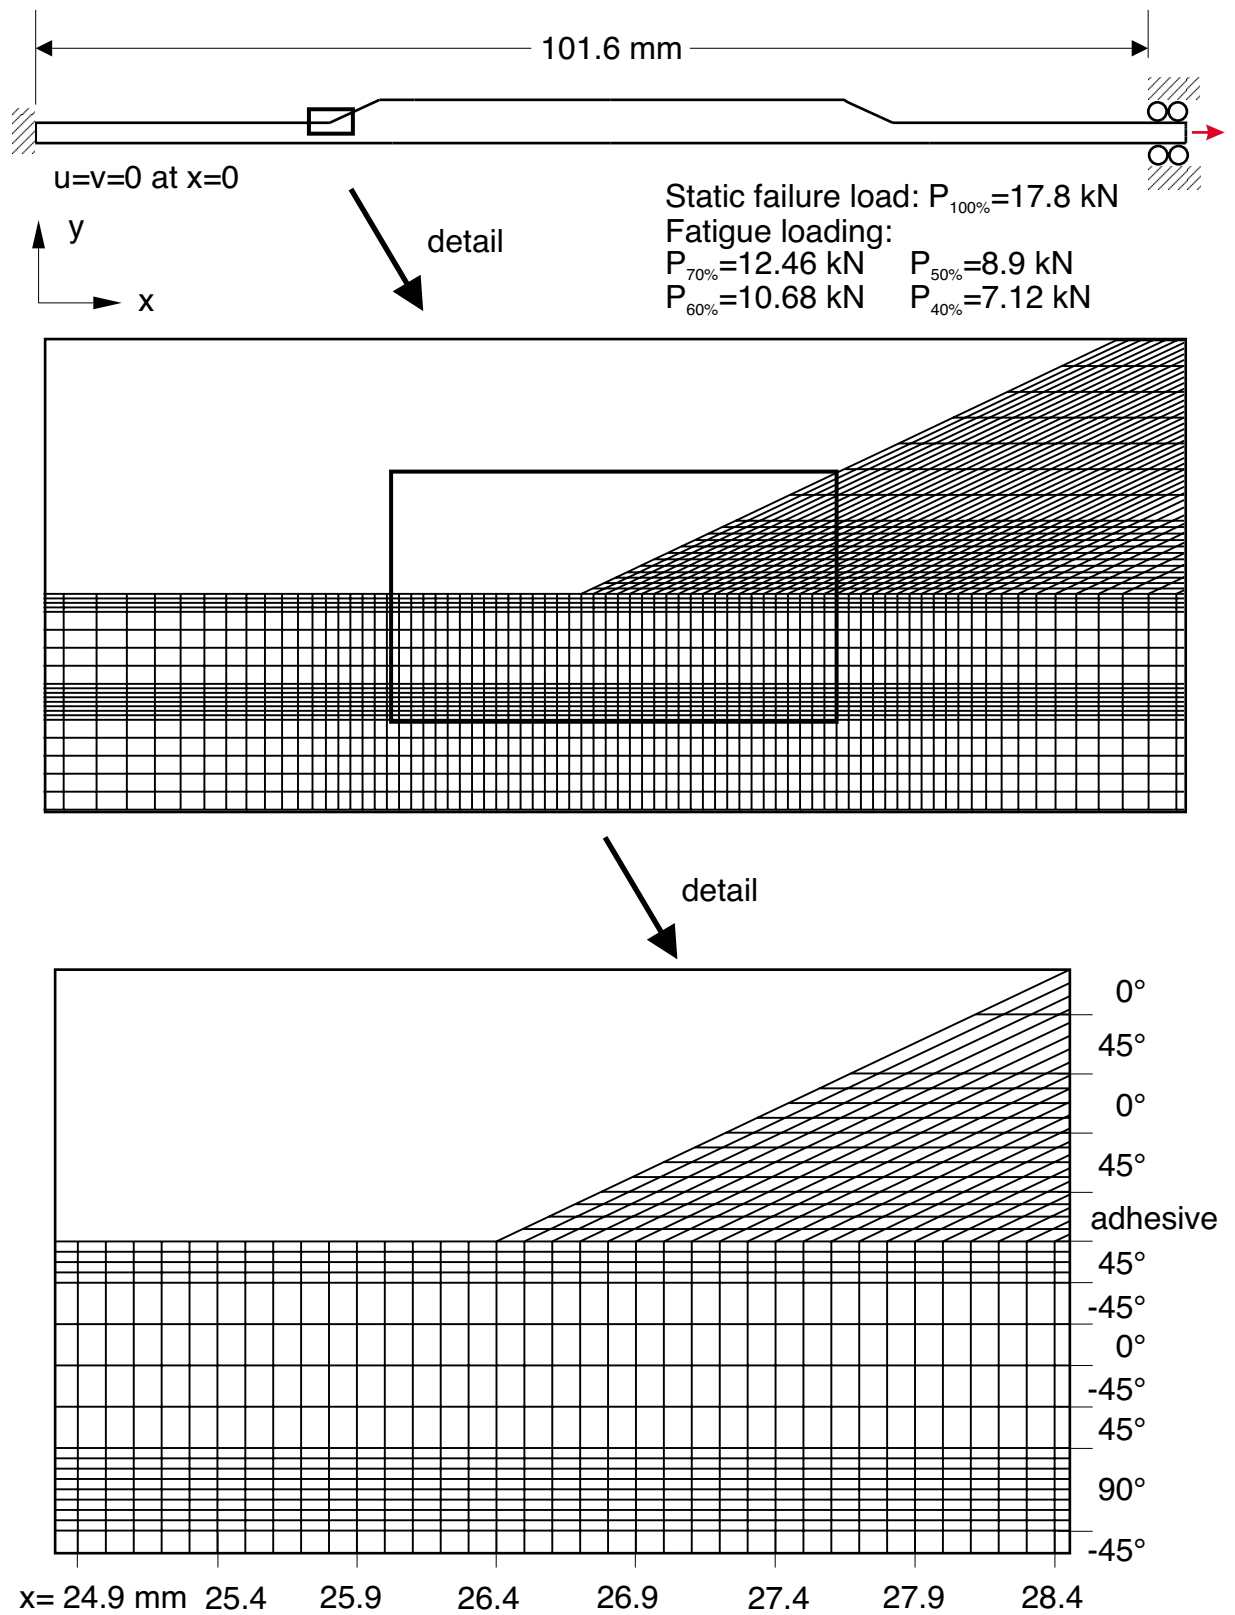 101.6 mm
u=v=0 at x=0
Static failure load: P100%=17.8 kN
Fatigue loading:
P70%=12.46 kN P50%=8.9 kN
P60%=10.68 kN P40%=7.12 kN
y
x
detail
detail
0°
45°
0°
45°
adhesive
45°
-45°
0°
-45°
45°
90°
-45°
x= 24.9 mm 25.4 25.9 26.4 26.9 27.4 27.9 28.4